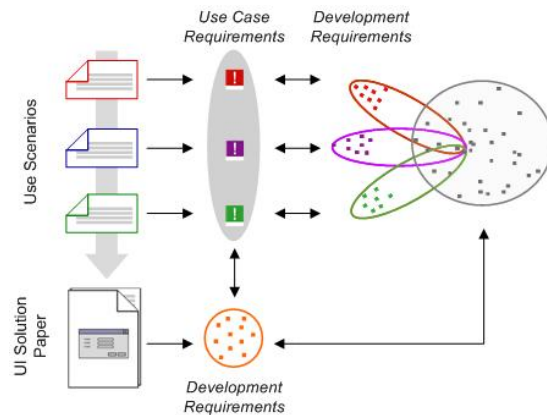 Use Case
Requirements
Development
Requirements
Use Scenarios
!
!
!
UI Solution
Paper
Development
Requirements